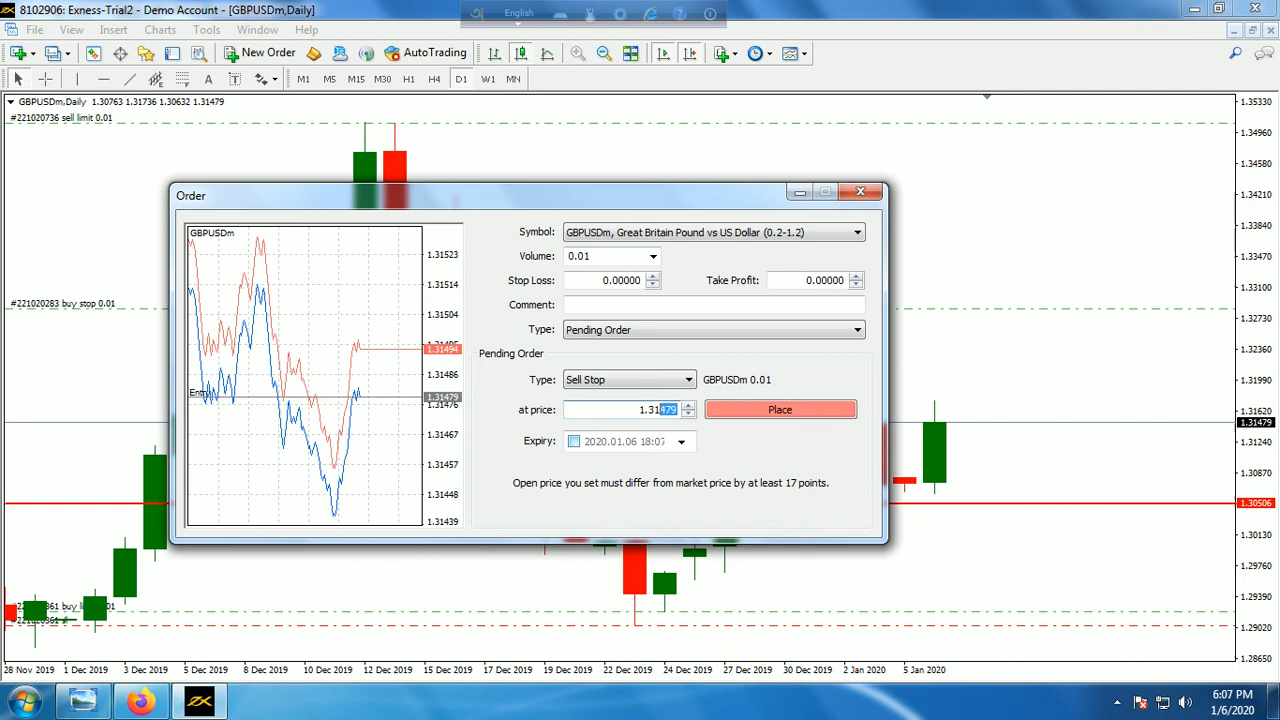 8102906: Exness-Trial2 - Demo Account - [GBPUSDm,Daily]
English
File View Insert Charts Tools Window Help
New Order AutoTrading
A T M1 M5 M15 M30 H1 H4 D1 W1 MN
GBPUSDm,Daily 1.30763 1.31736 1.30632 1.31479
#221020736 sell limit 0.01
#221020283 buy stop 0.01
1.35330
1.34960
1.34580
1.34210
1.33840
1.33470
1.33100
1.32730
1.32360
1.31990
1.31620
1.31479
1.31240
1.30870
1.30506
1.30130
1.29760
1.29390
1.29020
1.28650
Order
GBPUSDm
1.31523
1.31514
1.31504
1.31495
1.31494
1.31486
1.31479
1.31476
1.31467
1.31457
1.31448
1.31439
Symbol: GBPUSDm, Great Britain Pound vs US Dollar (0.2-1.2)
Volume: 0.01
Stop Loss: 0.00000 Take Profit: 0.00000
Comment:
Type: Pending Order
Pending Order
Type: Sell Stop GBPUSDm 0.01
at price: 1.31479 Place
Expiry: 2020.01.06 18:07
Open price you set must differ from market price by at least 17 points.
28 Nov 2019 1 Dec 2019 3 Dec 2019 5 Dec 2019 8 Dec 2019 10 Dec 2019 12 Dec 2019 15 Dec 2019 17 Dec 2019 19 Dec 2019 22 Dec 2019 24 Dec 2019 27 Dec 2019 30 Dec 2019 2 Jan 2020 5 Jan 2020
6:07 PM
1/6/2020